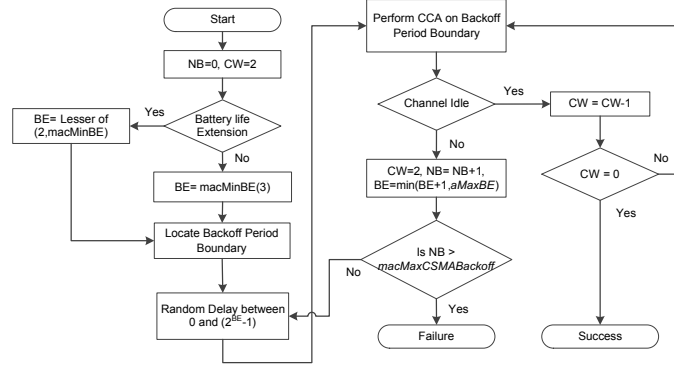 Start
NB=0, CW=2
Battery life
Extension
Yes
No
BE= Lesser of
(2,macMinBE)
BE= macMinBE(3)
Locate Backoff Period
Boundary
Random Delay between
0 and (2^BE-1)
Perform CCA on Backoff
Period Boundary
Channel Idle
Yes
No
CW = CW-1
CW = 0
No
Yes
CW=2, NB= NB+1,
BE=min(BE+1,aMaxBE)
Is NB >
macMaxCSMABackoff
No
Yes
Failure
Success